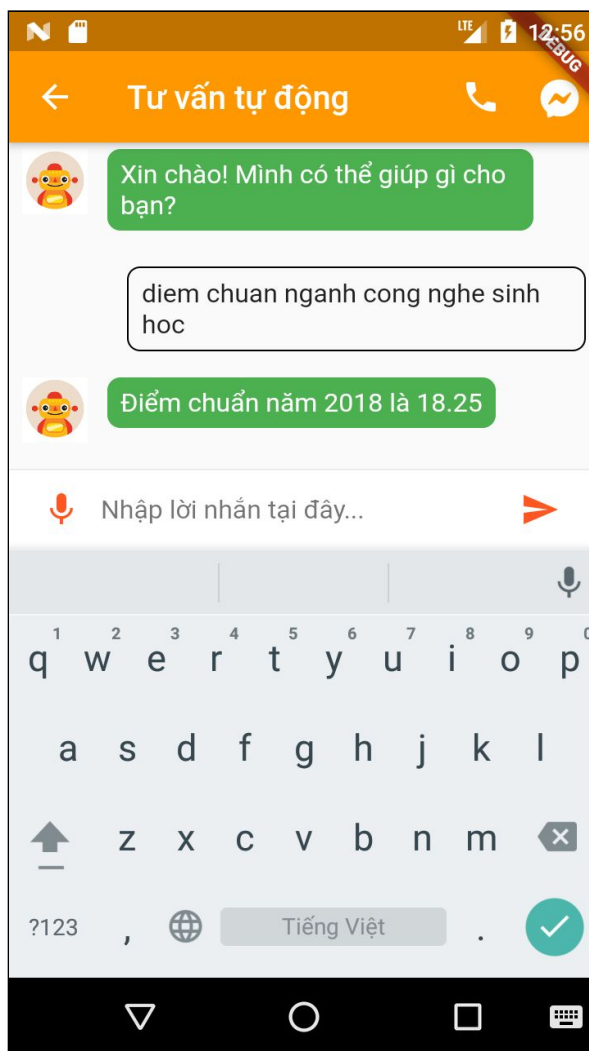 LTE 12:56
DEBUG
Tư vấn tự động
Xin chào! Mình có thể giúp gì cho
bạn?
diem chuan nganh cong nghe sinh
hoc
Điểm chuẩn năm 2018 là 18.25
Nhập lời nhắn tại đây...
1 2 3 4 5 6 7 8 9 0
q w e r t y u i o p
a s d f g h j k l
z x c v b n m
?123 , Tiếng Việt .